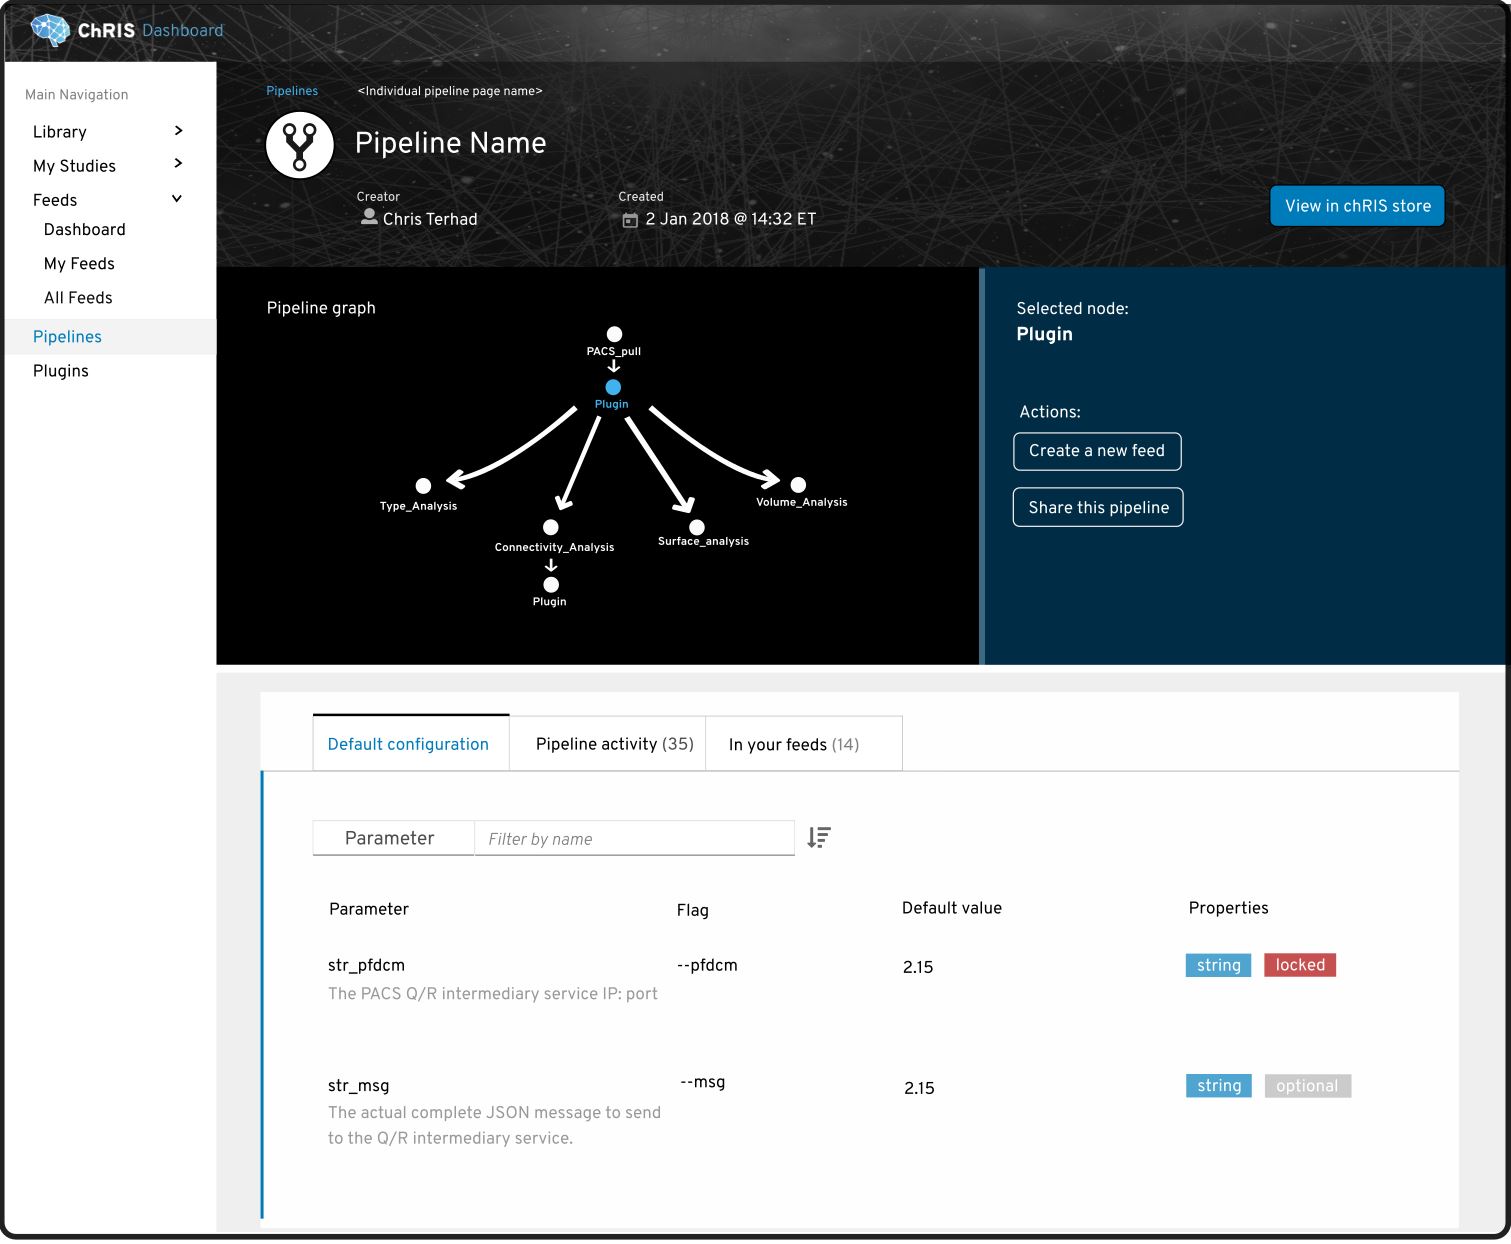 ChRIS Dashboard
Main Navigation
Library
My Studies
Feeds
Dashboard
My Feeds
All Feeds
Pipelines
Plugins
Pipelines <Individual pipeline page name>
Pipeline Name
Creator
Chris Terhad
Created
2 Jan 2018 @ 14:32 ET
View in chRIS store
Pipeline graph
PACS_pull
Plugin
Type_Analysis
Volume_Analysis
Connectivity_Analysis
Surface_analysis
Plugin
Selected node:
Plugin
Actions:
Create a new feed
Share this pipeline
Default configuration
Pipeline activity (35)
In your feeds (14)
Parameter
Filter by name
Parameter Flag Default value Properties
str_pfdcm --pfdcm 2.15 string locked
The PACS Q/R intermediary service IP: port
str_msg --msg 2.15 string optional
The actual complete JSON message to send
to the Q/R intermediary service.